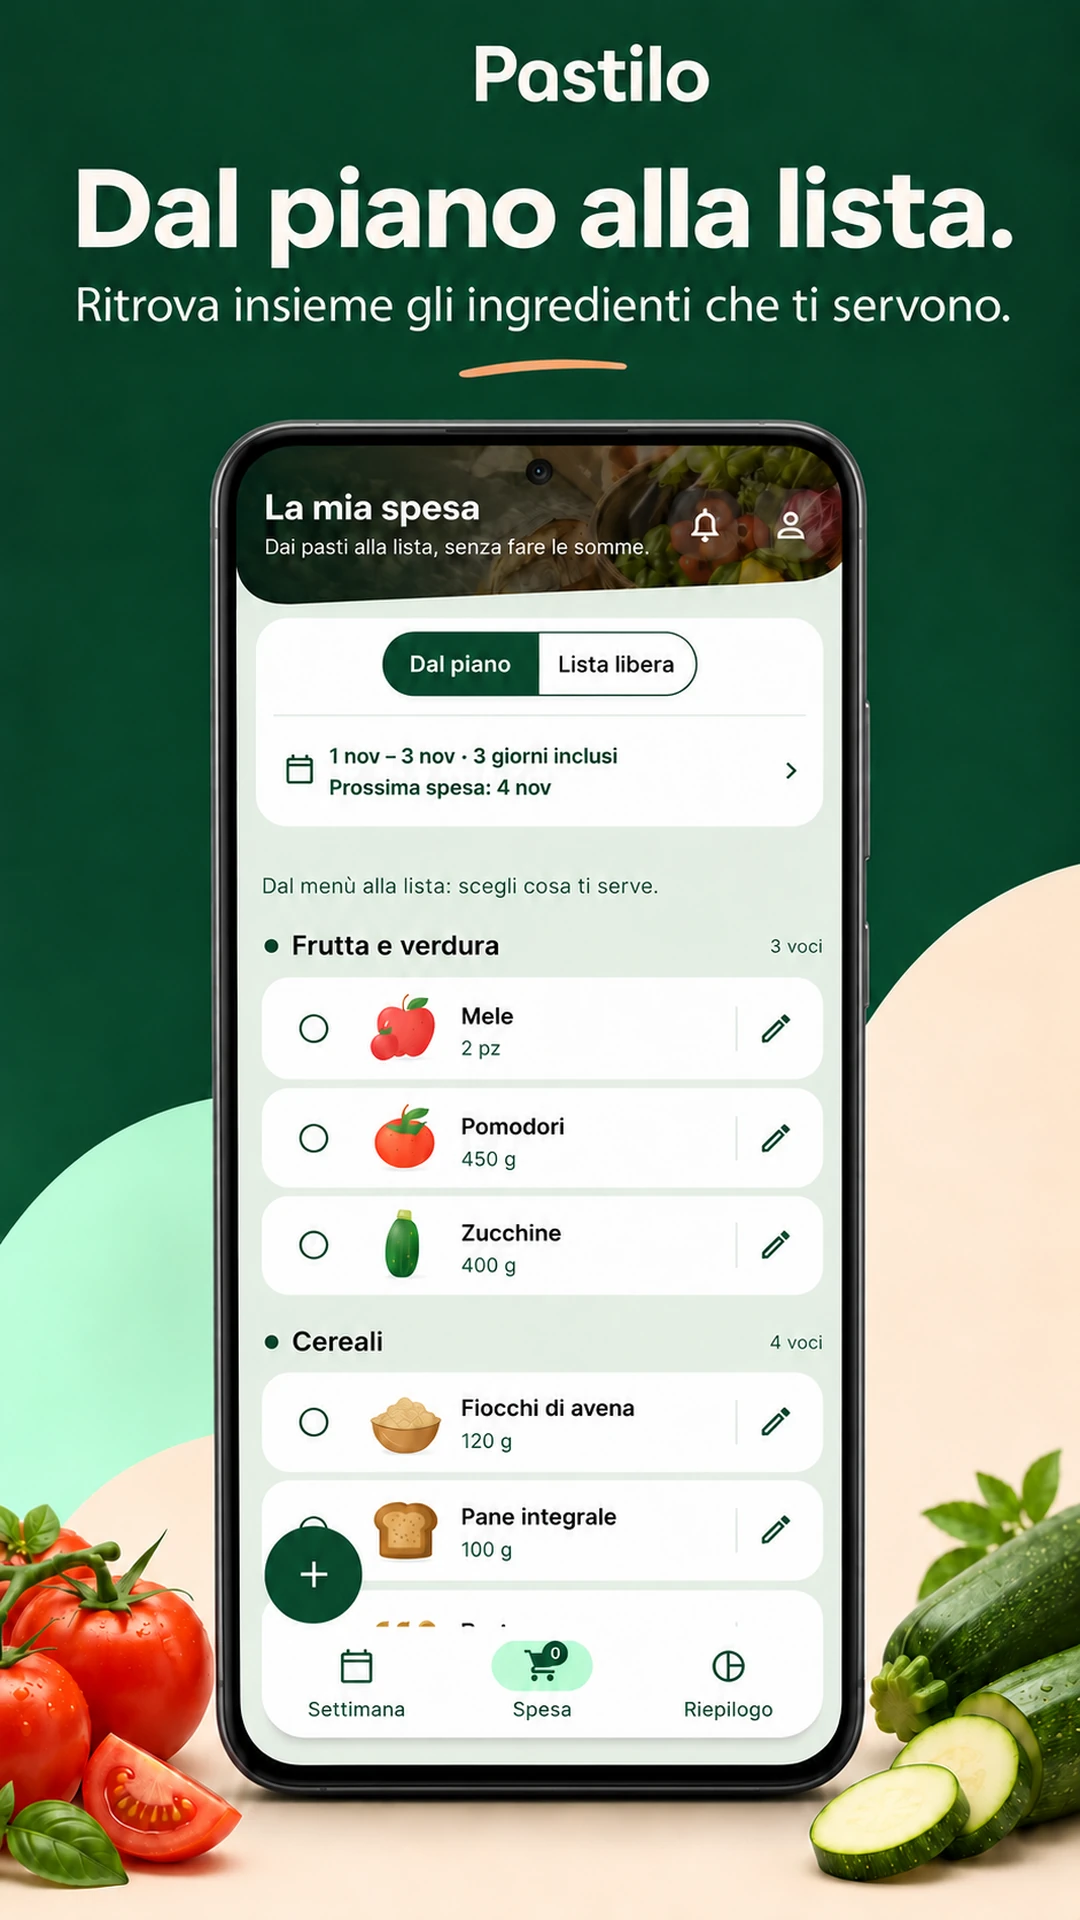 Pastilo
Dal piano alla lista.
Ritrova insieme gli ingredienti che ti servono.
La mia spesa
Dai pasti alla lista, senza fare le somme.
Dal piano
Lista libera
1 nov – 3 nov • 3 giorni inclusi
Prossima spesa: 4 nov
Dal menù alla lista: scegli cosa ti serve.
Frutta e verdura
3 voci
Mele
2 pz
Pomodori
450 g
Zucchine
400 g
Cereali
4 voci
Fiocchi di avena
120 g
Pane integrale
100 g
0
Settimana
Spesa
Riepilogo